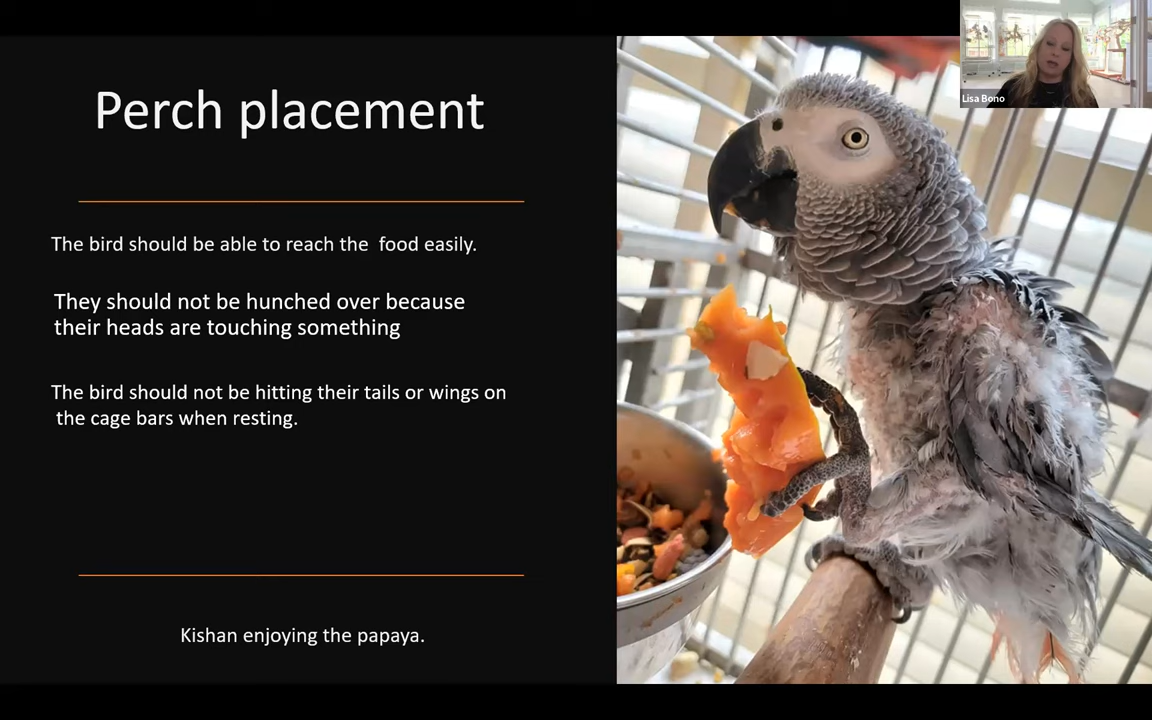 Perch placement
The bird should be able to reach the  food easily.
They should not be hunched over because
their heads are touching something
The bird should not be hitting their tails or wings on
the cage bars when resting.
Kishan enjoying the papaya.
Lisa Bono